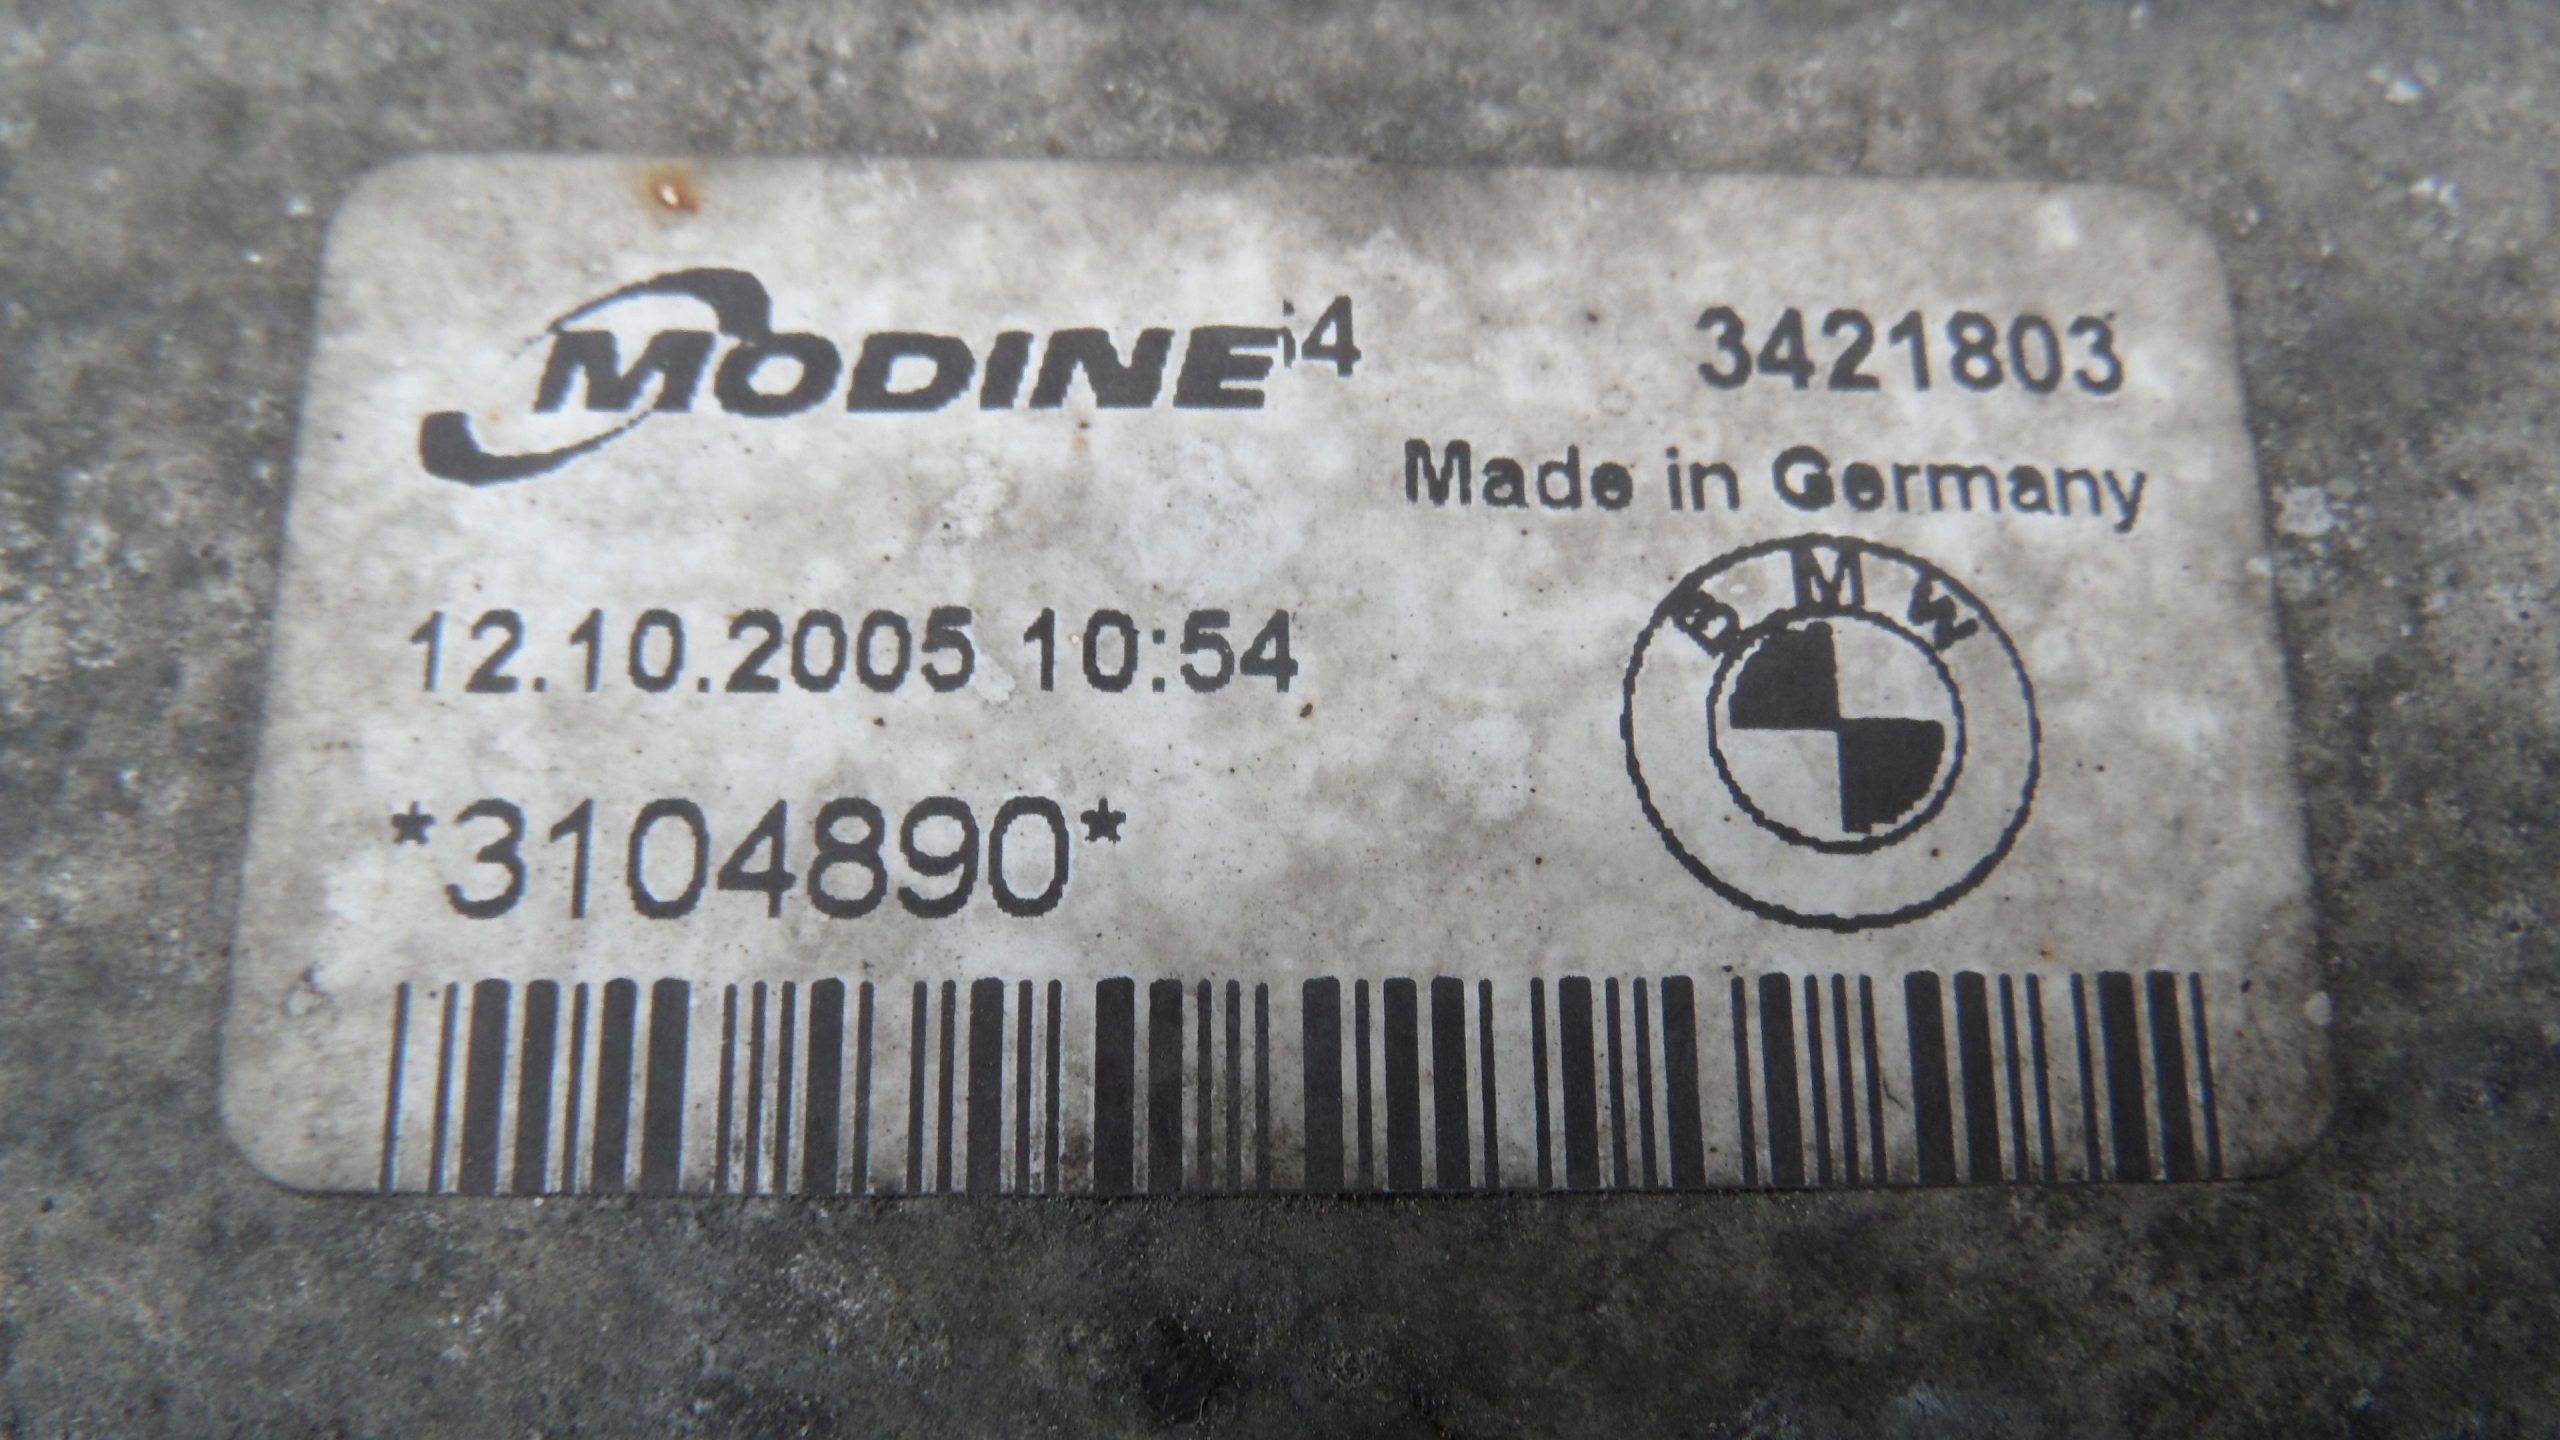 MODINE 4 3421803
Made in Germany
12.10.2005 10:54
*3104890*
BMW